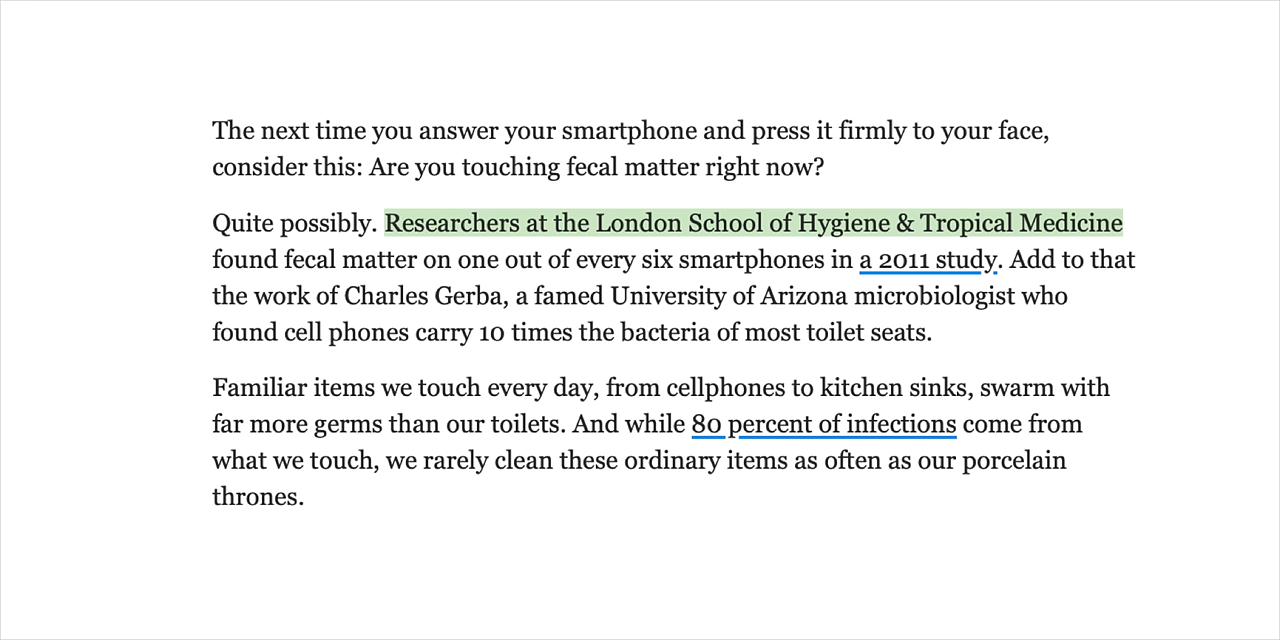 The next time you answer your smartphone and press it firmly to your face,
consider this: Are you touching fecal matter right now?
Quite possibly. Researchers at the London School of Hygiene & Tropical Medicine
found fecal matter on one out of every six smartphones in a 2011 study. Add to that
the work of Charles Gerba, a famed University of Arizona microbiologist who
found cell phones carry 10 times the bacteria of most toilet seats.
Familiar items we touch every day, from cellphones to kitchen sinks, swarm with
far more germs than our toilets. And while 80 percent of infections come from
what we touch, we rarely clean these ordinary items as often as our porcelain
thrones.